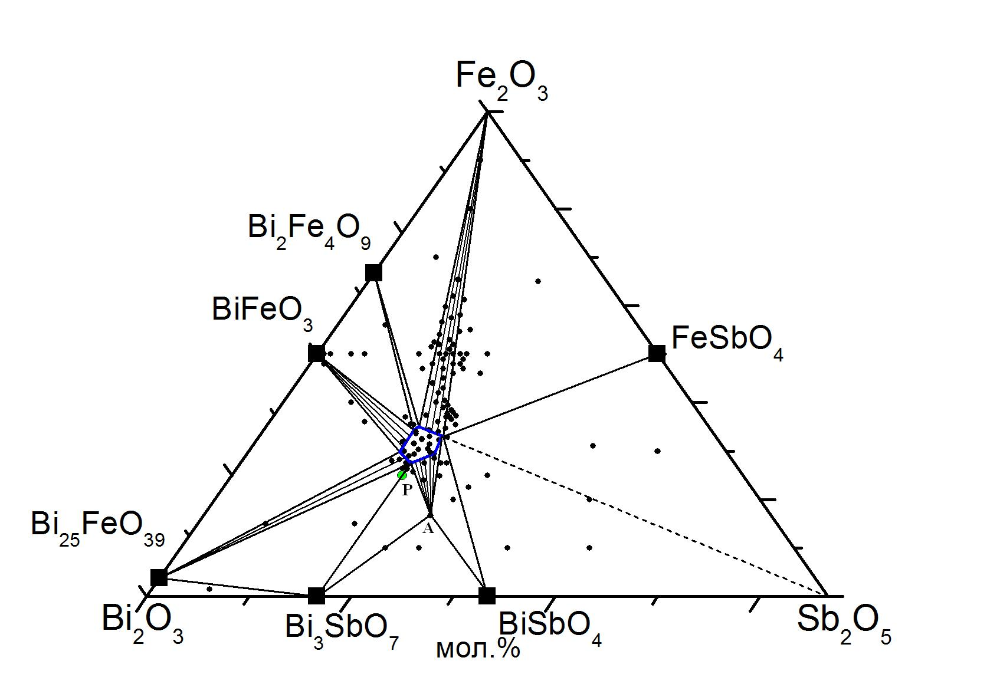 Fe2O3
Bi2Fe4O9
BiFeO3
FeSbO4
P
Bi25FeO39
A
Bi2O3
Bi3SbO7
BiSbO4
Sb2O5
мол.%